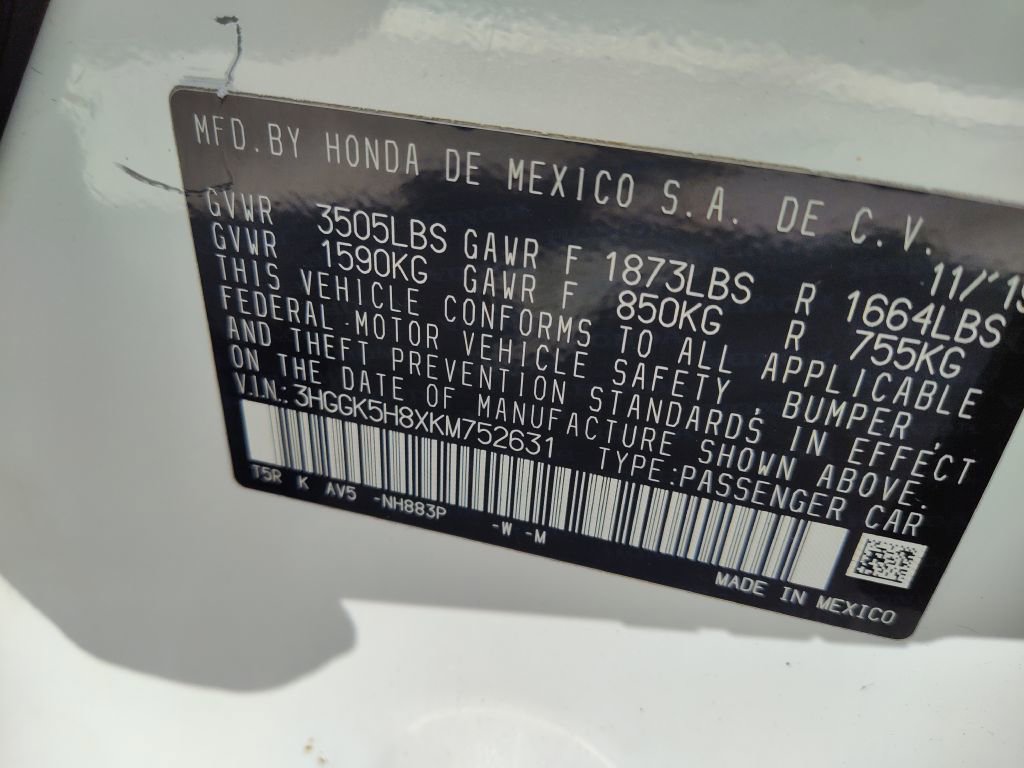 MFD.BY HONDA DE MEXICO S.A. DE C.V.
11/"19
GVWR 3505LBS GAWR F 1873LBS R 1664LBS
GVWR 1590KG GAWR F 850KG R 755KG
THIS VEHICLE CONFORMS TO ALL APPLICABLE
FEDERAL MOTOR VEHICLE SAFETY, BUMPER,
AND THEFT PREVENTION STANDARDS IN EFFECT
ON THE DATE OF MANUFACTURE SHOWN ABOVE.
V.I.N.: 3HGGK5H8XKM752631 TYPE:PASSENGER CAR
T5R K AV5 -NH883P -W -M
MADE IN MEXICO